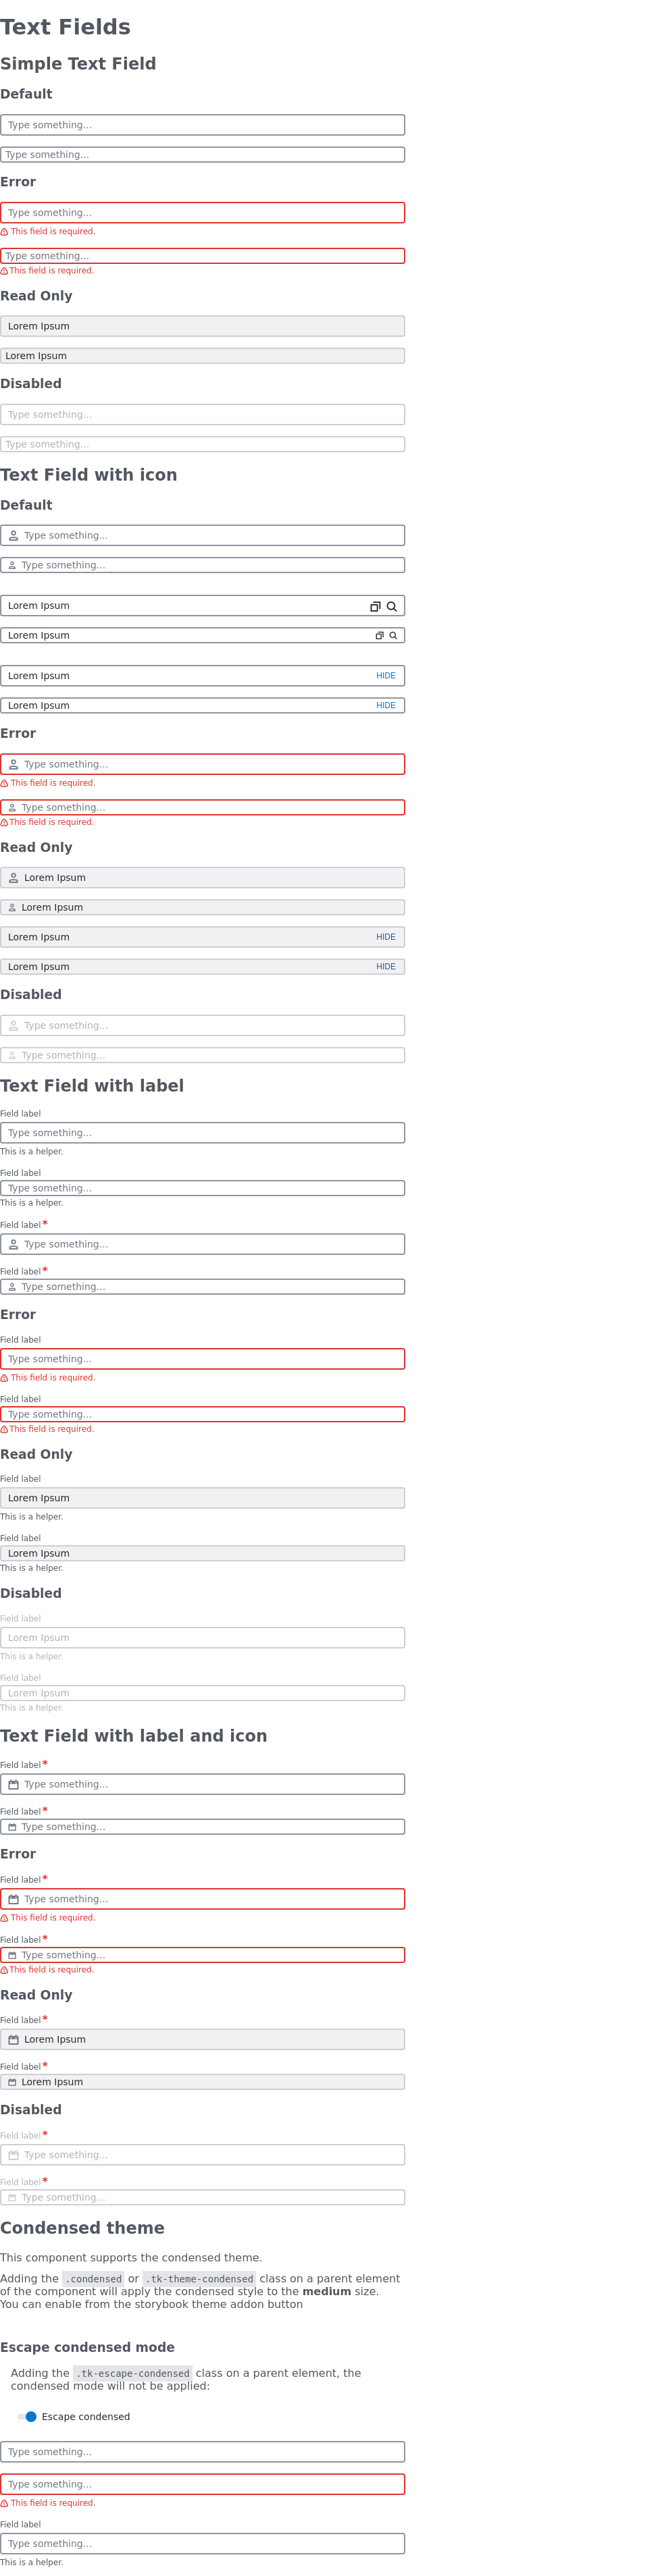 Text Fields
Simple Text Field
Default
Type something...
Type something...
Error
Type something...
This field is required.
Type something...
This field is required.
Read Only
Lorem Ipsum
Lorem Ipsum
Disabled
Type something...
Type something...
Text Field with icon
Default
Type something...
Type something...
Lorem Ipsum
Lorem Ipsum
Lorem Ipsum HIDE
Lorem Ipsum HIDE
Error
Type something...
This field is required.
Type something...
This field is required.
Read Only
Lorem Ipsum
Lorem Ipsum
Lorem Ipsum HIDE
Lorem Ipsum HIDE
Disabled
Type something...
Type something...
Text Field with label
Field label
Type something...
This is a helper.
Field label
Type something...
This is a helper.
Field label*
Type something...
Field label*
Type something...
Error
Field label
Type something...
This field is required.
Field label
Type something...
This field is required.
Read Only
Field label
Lorem Ipsum
This is a helper.
Field label
Lorem Ipsum
This is a helper.
Disabled
Field label
Lorem Ipsum
This is a helper.
Field label
Lorem Ipsum
This is a helper.
Text Field with label and icon
Field label*
Type something...
Field label*
Type something...
Error
Field label*
Type something...
This field is required.
Field label*
Type something...
This field is required.
Read Only
Field label*
Lorem Ipsum
Field label*
Lorem Ipsum
Disabled
Field label*
Type something...
Field label*
Type something...
Condensed theme
This component supports the condensed theme.
Adding the .condensed or .tk-theme-condensed class on a parent element
of the component will apply the condensed style to the medium size.
You can enable from the storybook theme addon button
Escape condensed mode
Adding the .tk-escape-condensed class on a parent element, the
condensed mode will not be applied:
Escape condensed
Type something...
Type something...
This field is required.
Field label
Type something...
This is a helper.